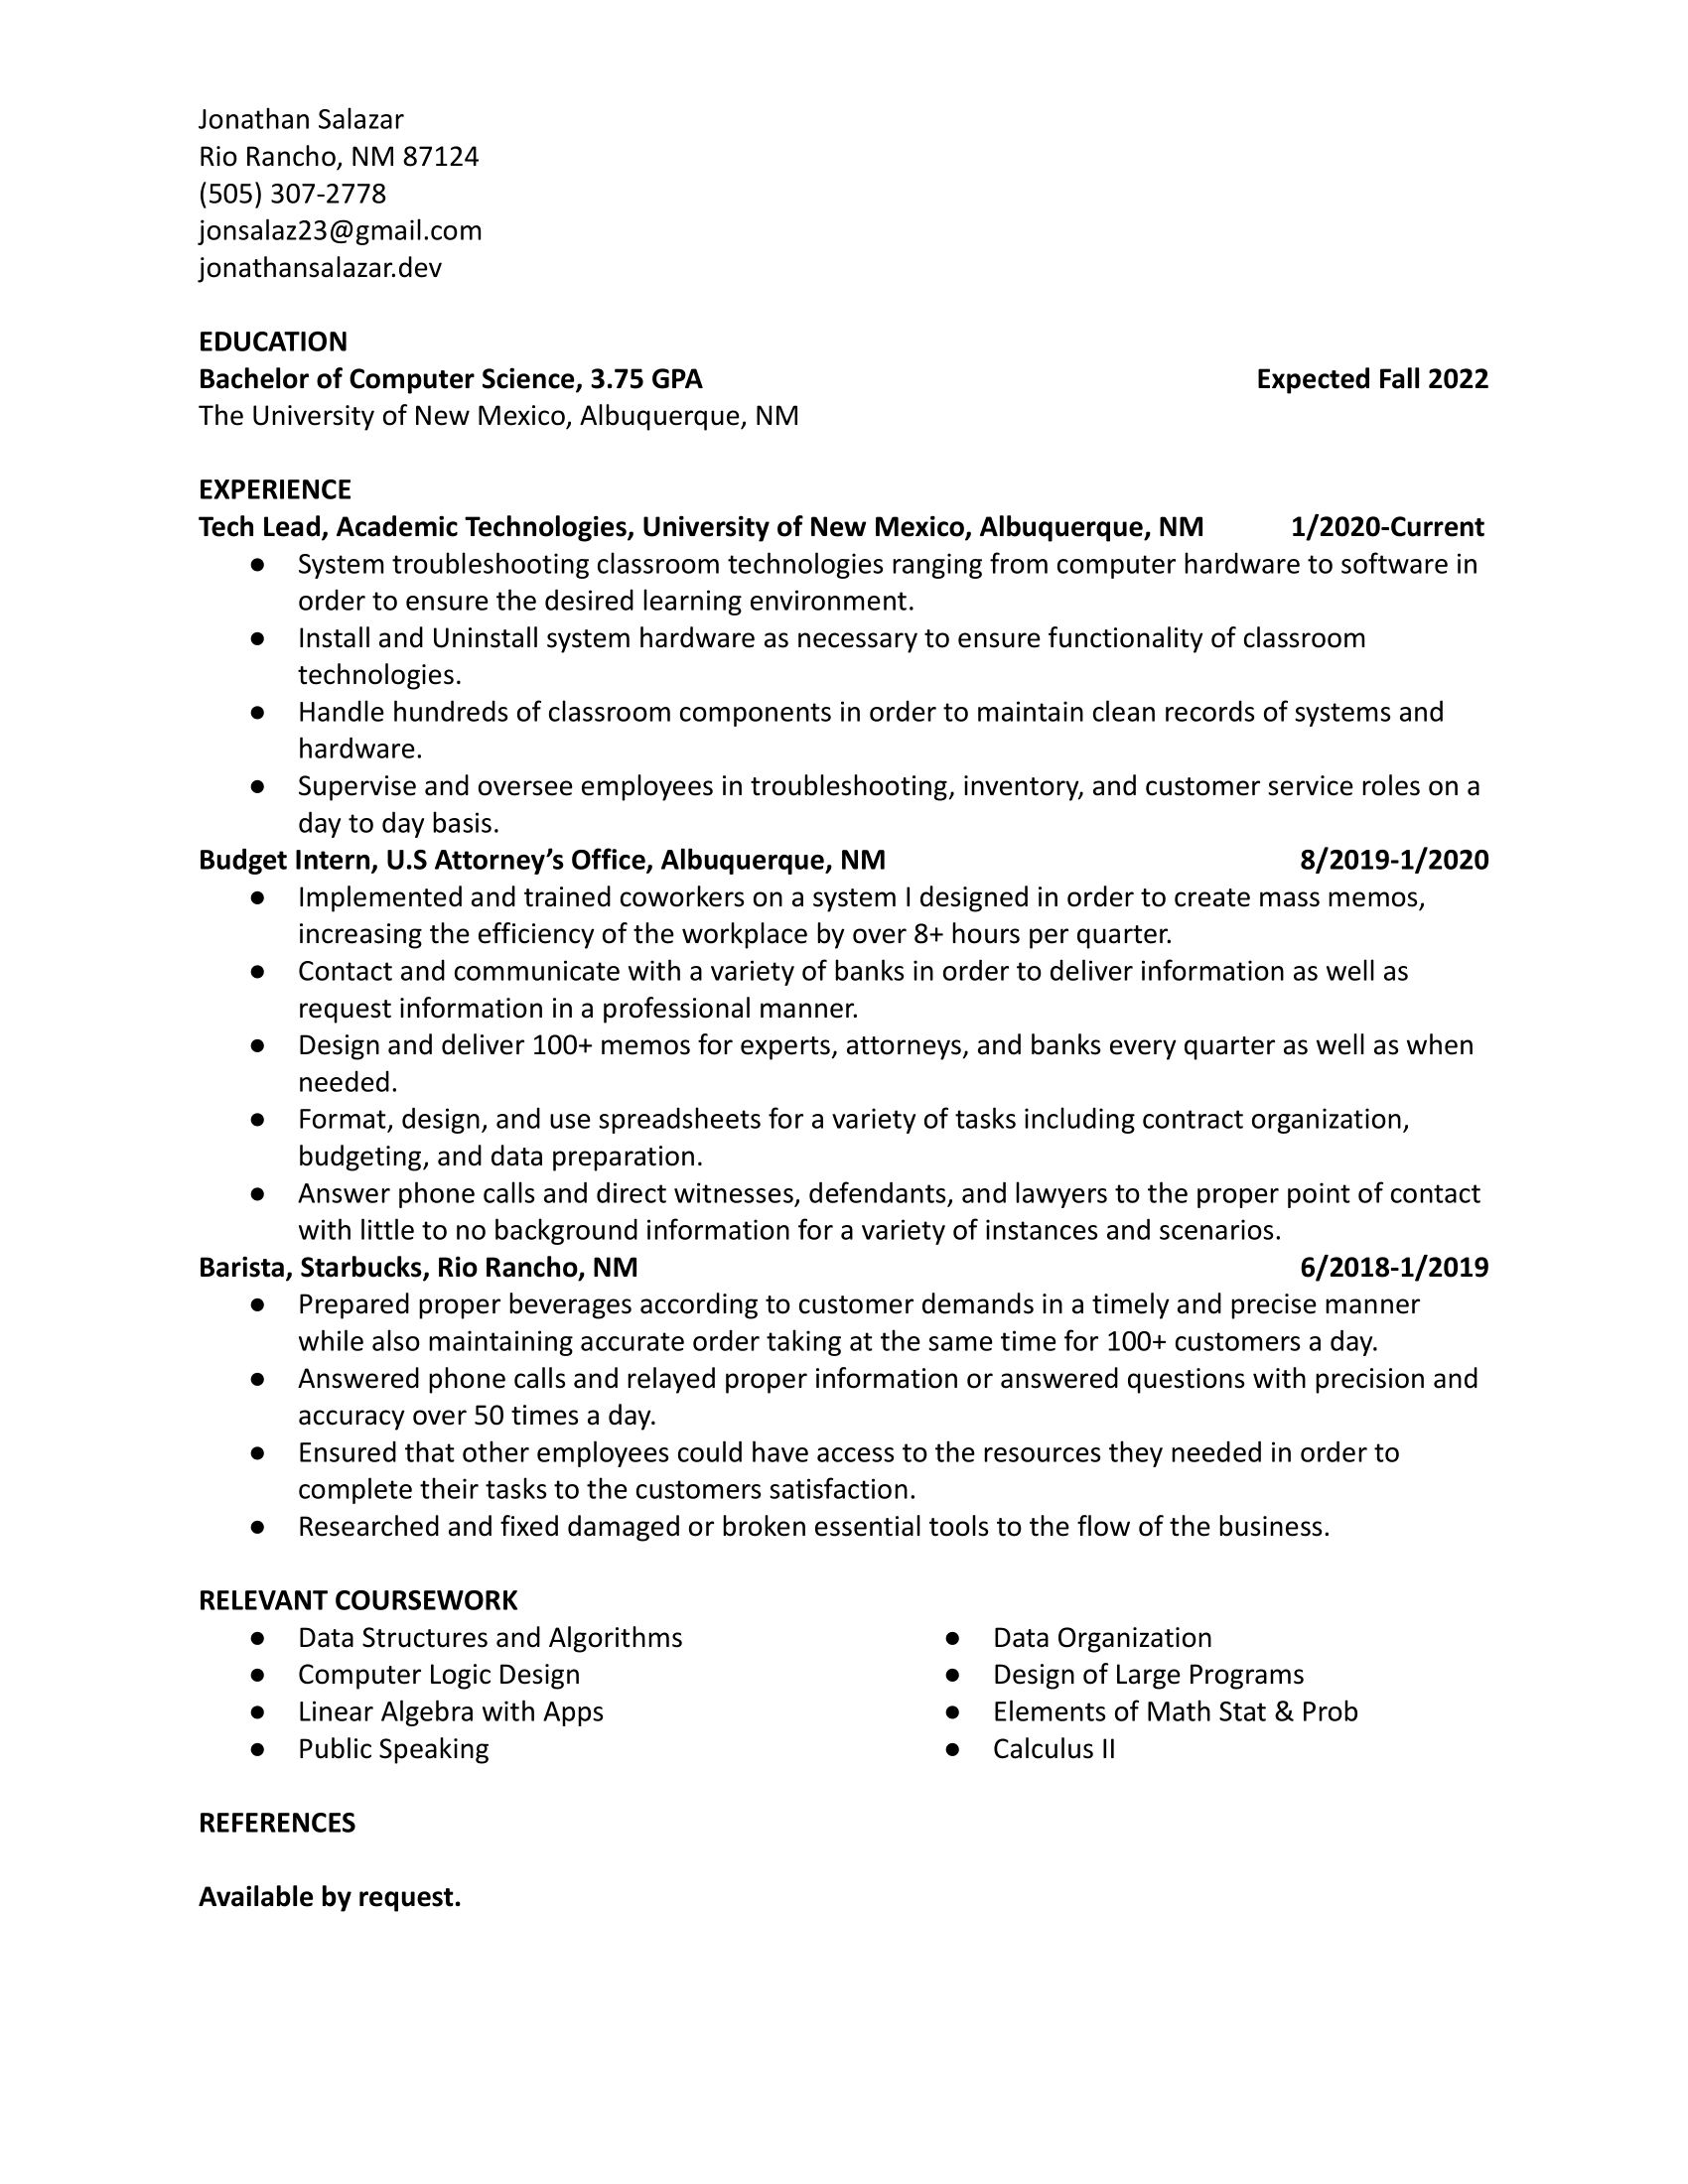 Jonathan Salazar
Rio Rancho, NM 87124
(505) 307-2778
jonsalaz23@gmail.com
jonathansalazar.dev
EDUCATION
Bachelor of Computer Science, 3.75 GPA Expected Fall 2022
The University of New Mexico, Albuquerque, NM
EXPERIENCE
Tech Lead, Academic Technologies, University of New Mexico, Albuquerque, NM 1/2020-Current
● System troubleshooting classroom technologies ranging from computer hardware to software in
order to ensure the desired learning environment.
● Install and Uninstall system hardware as necessary to ensure functionality of classroom
technologies.
● Handle hundreds of classroom components in order to maintain clean records of systems and
hardware.
● Supervise and oversee employees in troubleshooting, inventory, and customer service roles on a
day to day basis.
Budget Intern, U.S Attorney’s Office, Albuquerque, NM 8/2019-1/2020
● Implemented and trained coworkers on a system I designed in order to create mass memos,
increasing the efficiency of the workplace by over 8+ hours per quarter.
● Contact and communicate with a variety of banks in order to deliver information as well as
request information in a professional manner.
● Design and deliver 100+ memos for experts, attorneys, and banks every quarter as well as when
needed.
● Format, design, and use spreadsheets for a variety of tasks including contract organization,
budgeting, and data preparation.
● Answer phone calls and direct witnesses, defendants, and lawyers to the proper point of contact
with little to no background information for a variety of instances and scenarios.
Barista, Starbucks, Rio Rancho, NM 6/2018-1/2019
● Prepared proper beverages according to customer demands in a timely and precise manner
while also maintaining accurate order taking at the same time for 100+ customers a day.
● Answered phone calls and relayed proper information or answered questions with precision and
accuracy over 50 times a day.
● Ensured that other employees could have access to the resources they needed in order to
complete their tasks to the customers satisfaction.
● Researched and fixed damaged or broken essential tools to the flow of the business.
RELEVANT COURSEWORK
● Data Structures and Algorithms
● Computer Logic Design
● Linear Algebra with Apps
● Public Speaking
● Data Organization
● Design of Large Programs
● Elements of Math Stat & Prob
● Calculus II
REFERENCES
Available by request.